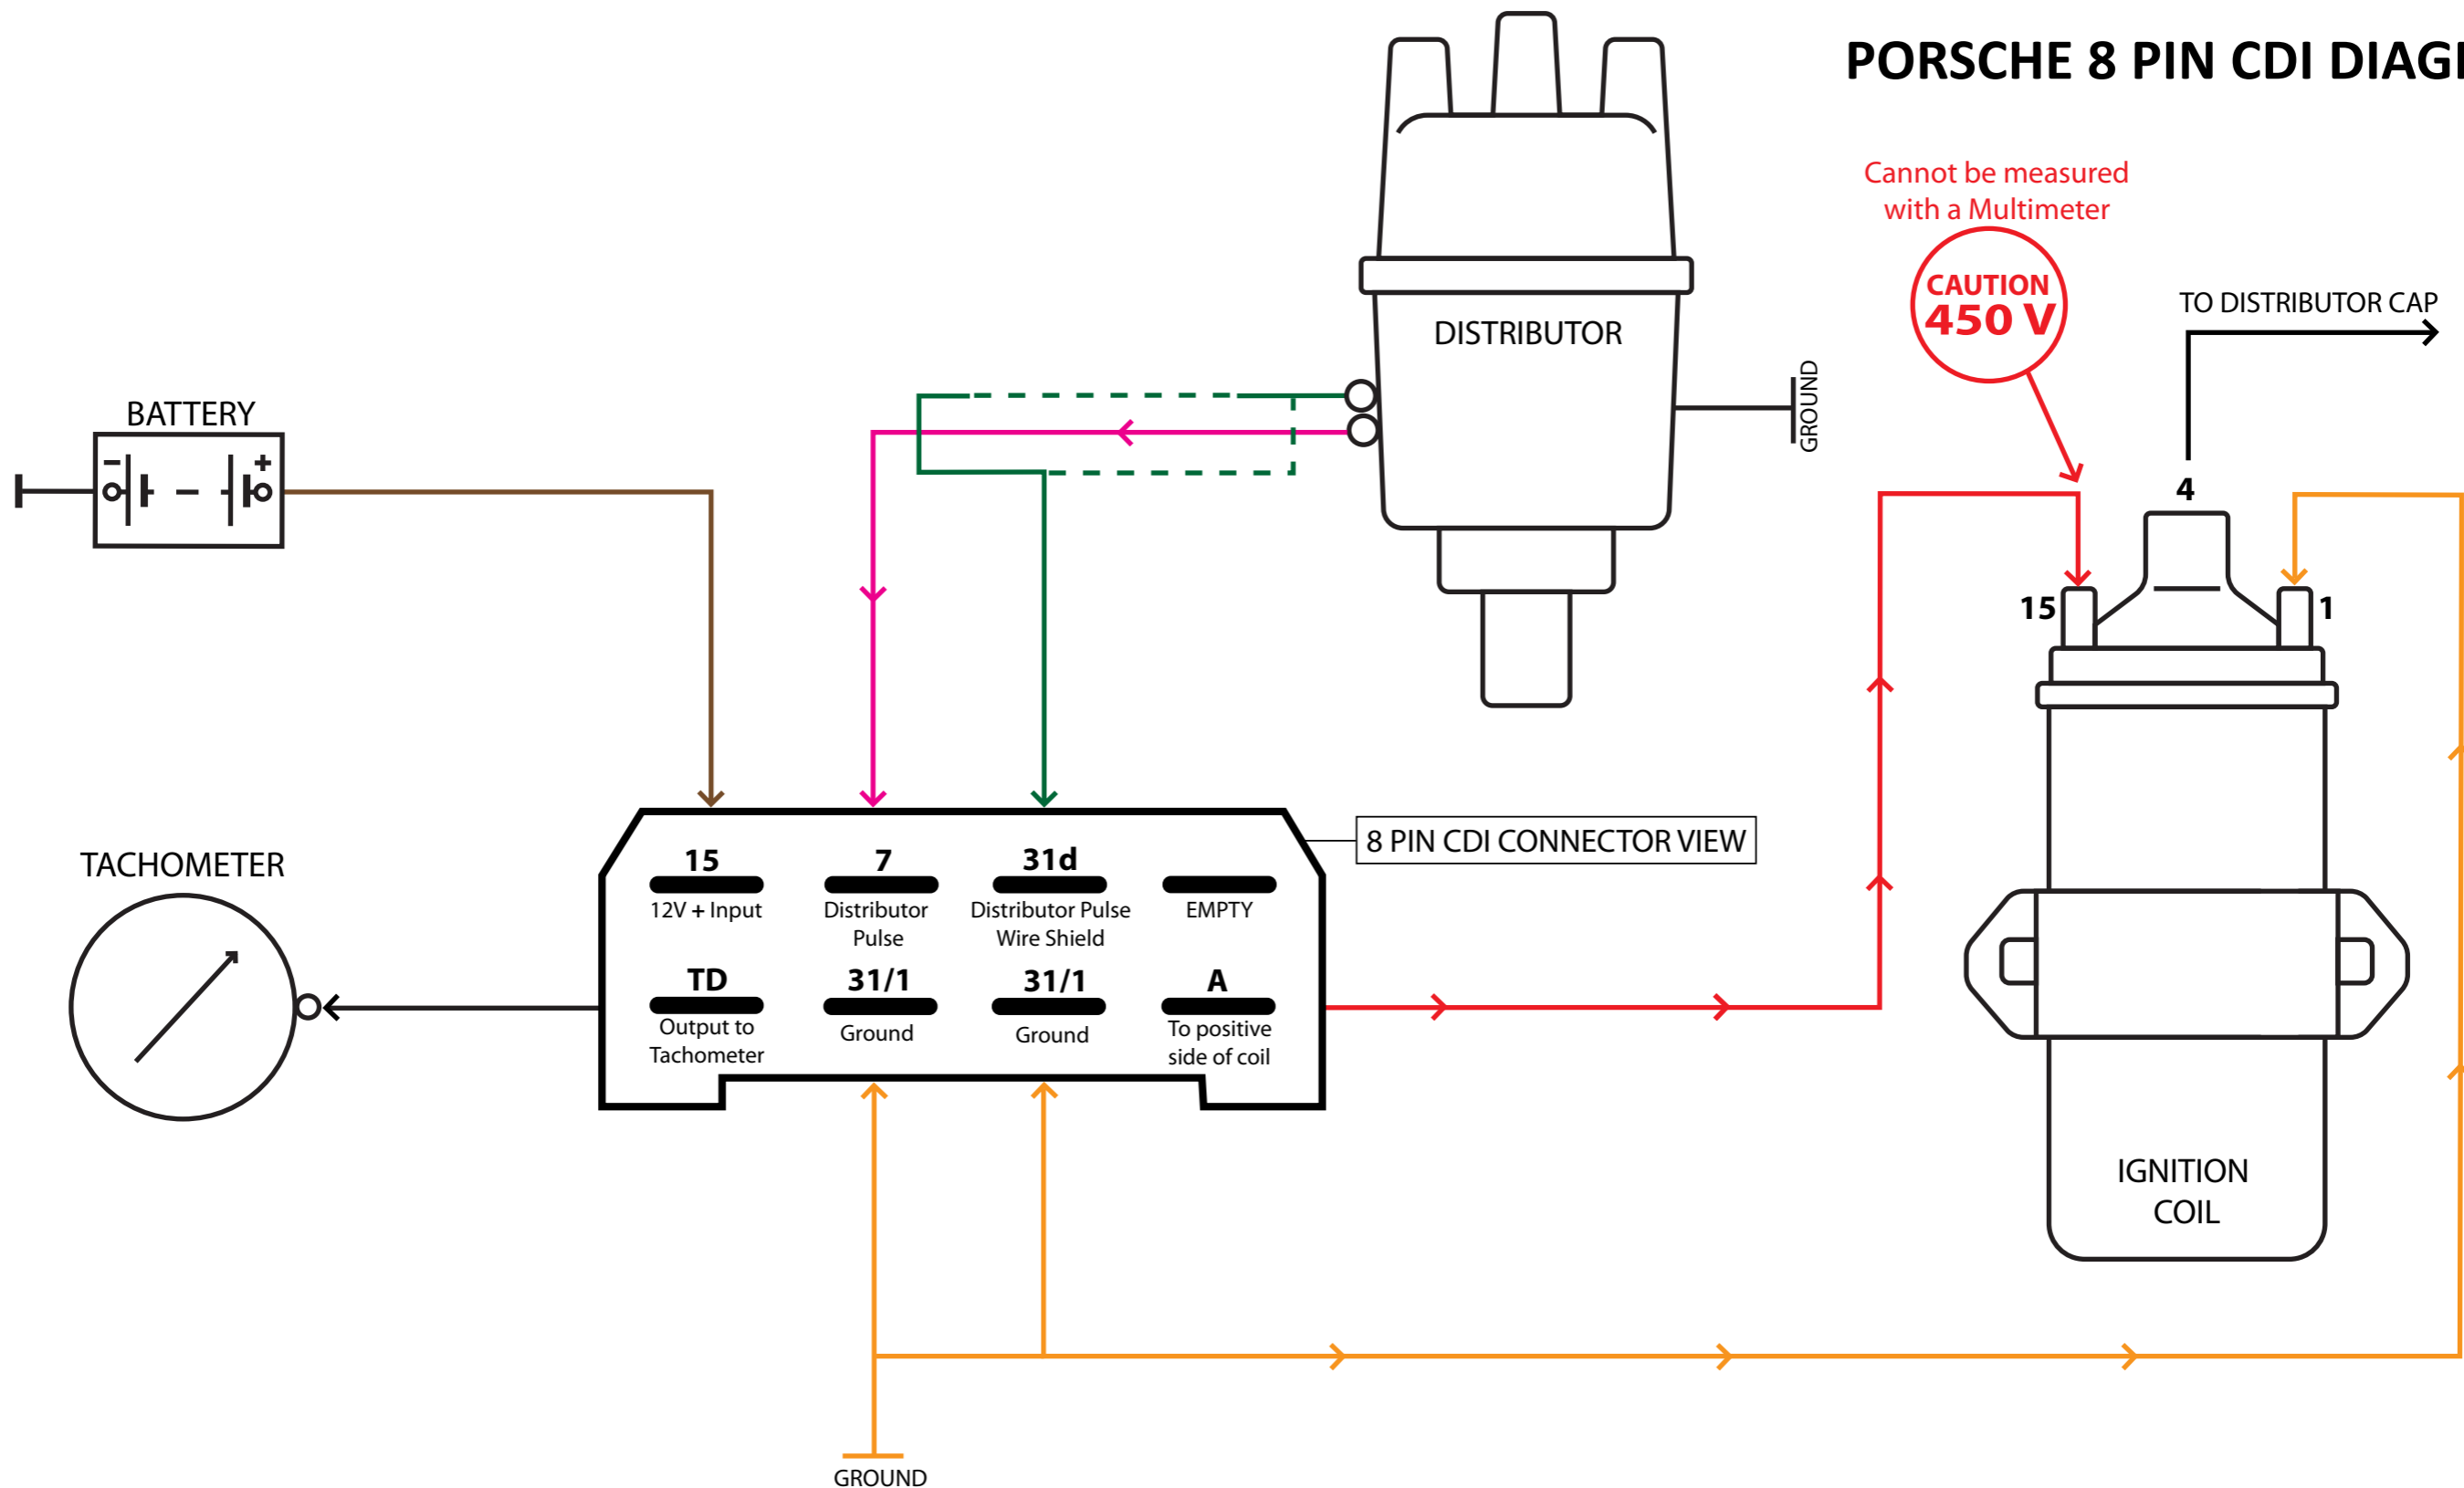 PORSCHE 8 PIN CDI DIAG
Cannot be measured
with a Multimeter
CAUTION
450 V
TO DISTRIBUTOR CAP
DISTRIBUTOR
GROUND
BATTERY
- +
4
15 1
8 PIN CDI CONNECTOR VIEW
TACHOMETER
15 7 31d
12V + Input
Distributor
Pulse
Distributor Pulse
Wire Shield
EMPTY
TD 31/1 31/1 A
Output to
Tachometer
Ground
Ground
To positive
side of coil
IGNITION
COIL
GROUND